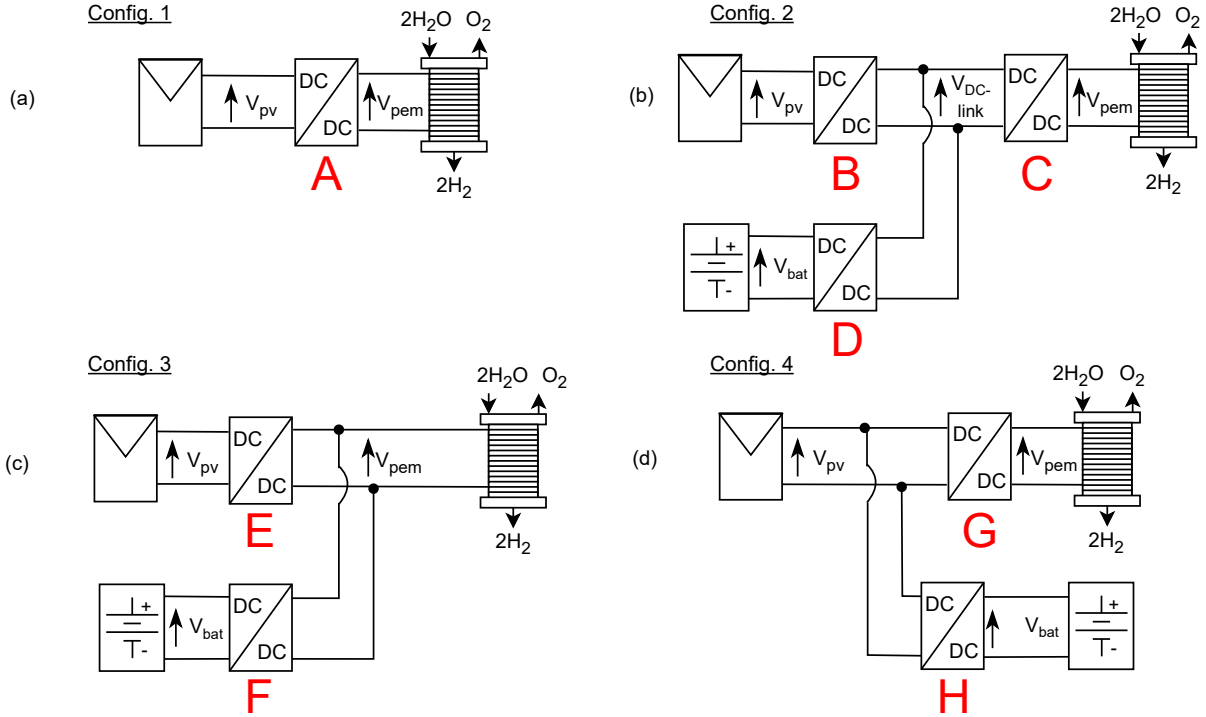 Config. 1
2H2O O2
(a)
Vpv
DC
DC
Vpem
A
2H2
Config. 2
2H2O O2
(b)
Vpv
DC
DC
VDC-link
DC
DC
Vpem
B
C
2H2
+
-
Vbat
DC
DC
D
Config. 3
2H2O O2
(c)
Vpv
DC
DC
Vpem
E
2H2
+
-
Vbat
DC
DC
F
Config. 4
2H2O O2
(d)
Vpv
DC
DC
Vpem
G
2H2
DC
DC
Vbat
+
-
H